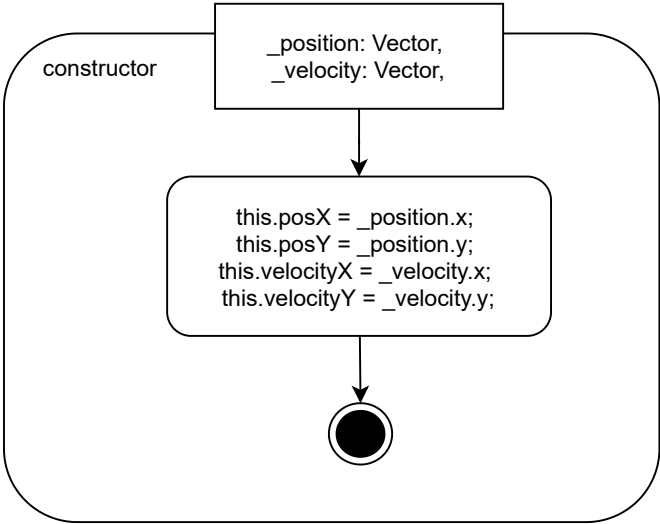 _position: Vector,
_velocity: Vector,
constructor
this.posX = _position.x;
this.posY = _position.y;
this.velocityX = _velocity.x;
this.velocityY = _velocity.y;